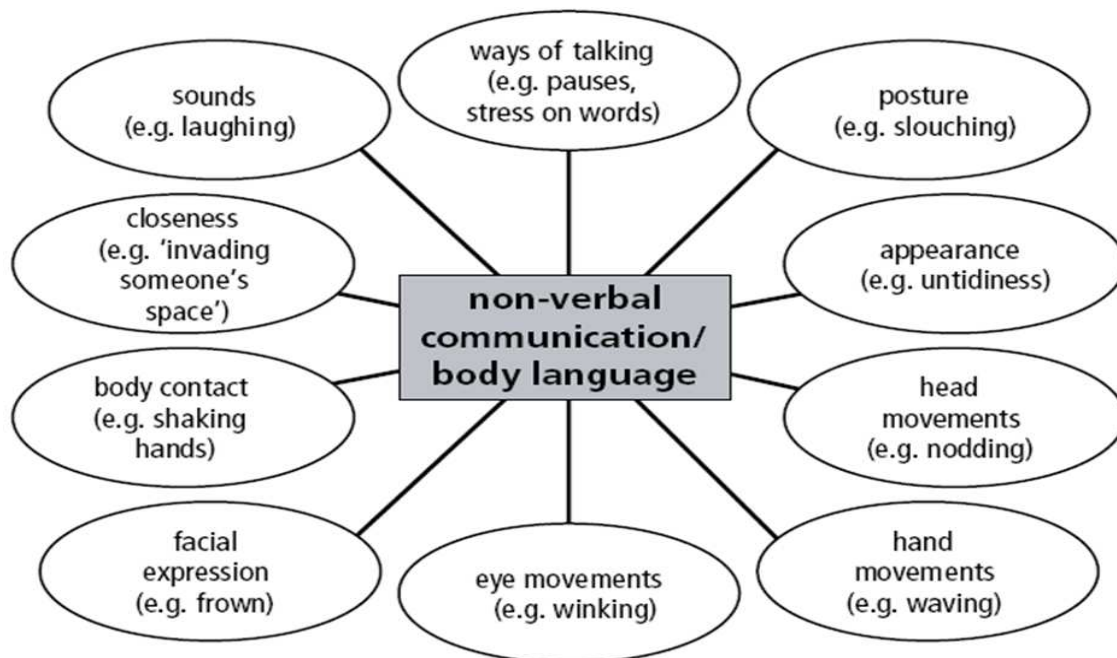 ways of talking
(e.g. pauses,
stress on words)
sounds
(e.g. laughing)
posture
(e.g. slouching)
closeness
(e.g. ‘invading
someone’s
space’)
appearance
(e.g. untidiness)
non-verbal
communication/
body language
body contact
(e.g. shaking
hands)
head
movements
(e.g. nodding)
facial
expression
(e.g. frown)
eye movements
(e.g. winking)
hand
movements
(e.g. waving)